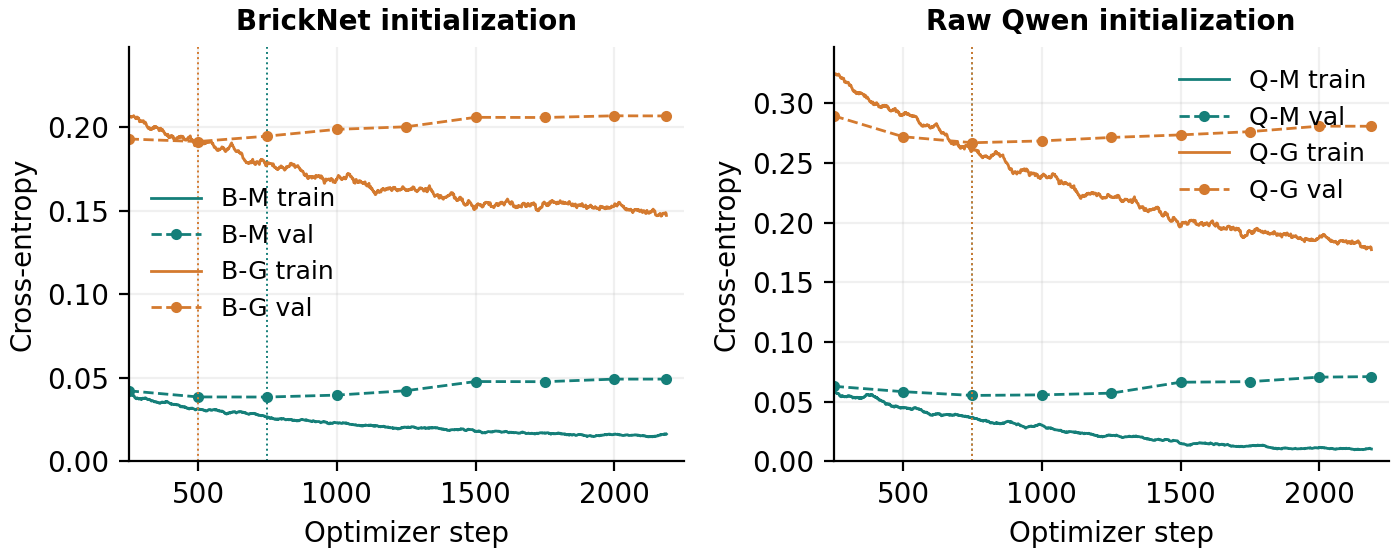 BrickNet initialization
Cross-entropy
0.20
0.15
0.10
0.05
0.00
B-M train
B-M val
B-G train
B-G val
500
1000
1500
2000
Optimizer step
Raw Qwen initialization
Cross-entropy
0.30
0.25
0.20
0.15
0.10
0.05
0.00
Q-M train
Q-M val
Q-G train
Q-G val
500
1000
1500
2000
Optimizer step